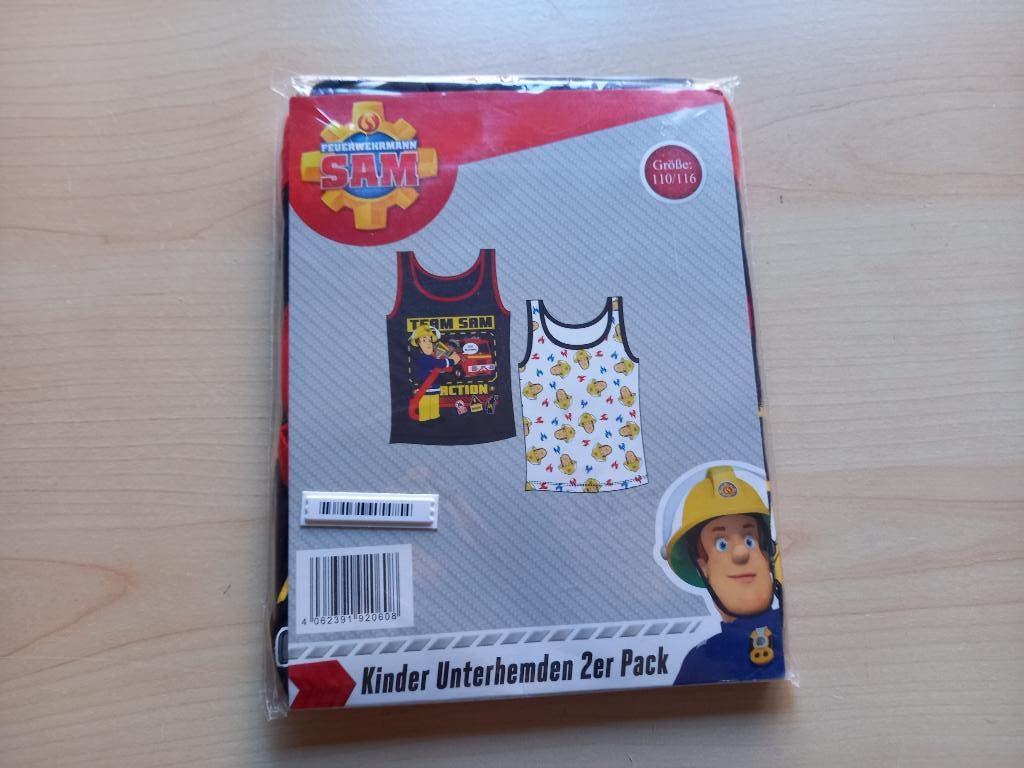 FEUERWEHRMANN
SAM
Größe:
110/116
TEAM SAM
ACTION
4 062391 920608
Kinder Unterhemden 2er Pack